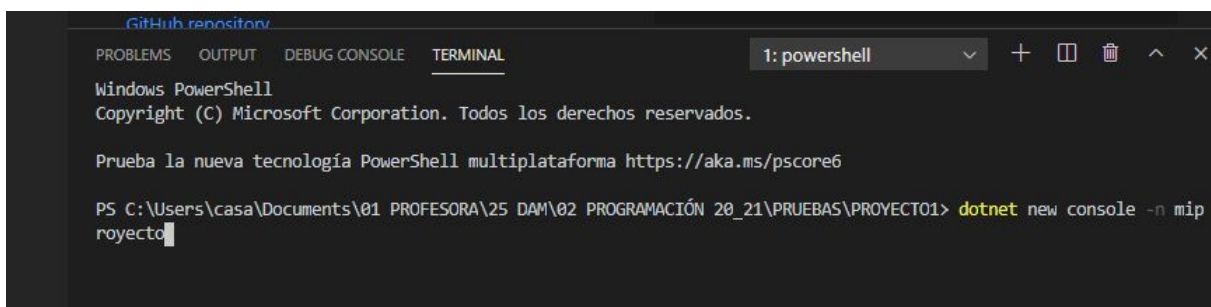 GitHub repository
PROBLEMS OUTPUT DEBUG CONSOLE TERMINAL 1: powershell
Windows PowerShell
Copyright (C) Microsoft Corporation. Todos los derechos reservados.
Prueba la nueva tecnología PowerShell multiplataforma https://aka.ms/pscore6
PS C:\Users\casa\Documents\01 PROFESORA\25 DAM\02 PROGRAMACIÓN 20_21\PRUEBAS\PROYECTO1> dotnet new console -n mip
royecto